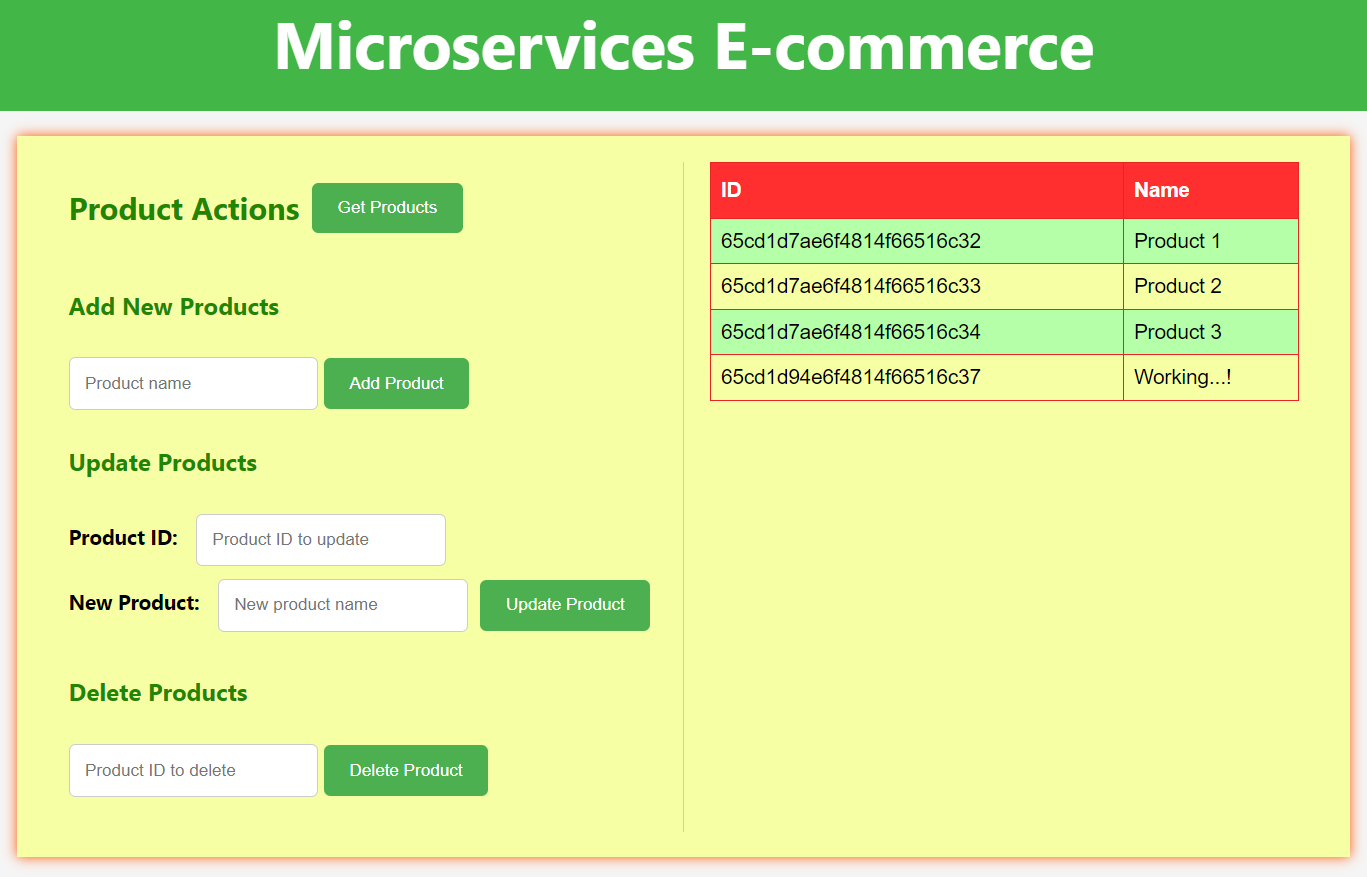 Microservices E-commerce
Product Actions Get Products
Add New Products
Product name Add Product
Update Products
Product ID: Product ID to update
New Product: New product name Update Product
Delete Products
Product ID to delete Delete Product
ID Name
65cd1d7ae6f4814f66516c32 Product 1
65cd1d7ae6f4814f66516c33 Product 2
65cd1d7ae6f4814f66516c34 Product 3
65cd1d94e6f4814f66516c37 Working...!